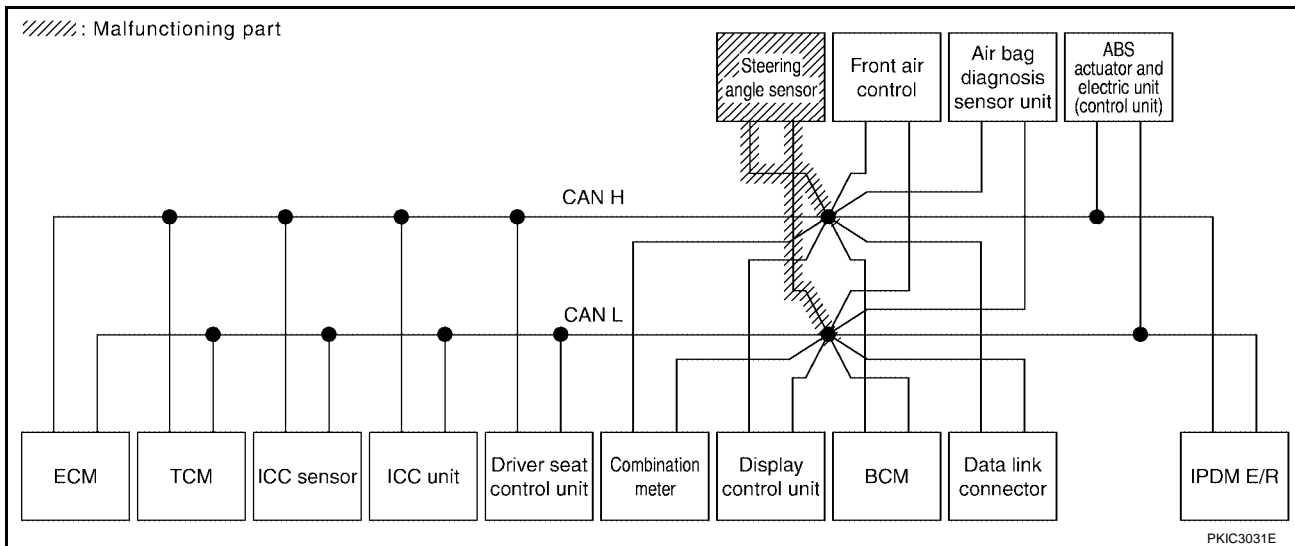 : Malfunctioning part
Steering
angle sensor
Front air
control
Air bag
diagnosis
sensor unit
ABS
actuator and
electric unit
(control unit)
CAN H
CAN L
ECM
TCM
ICC sensor
ICC unit
Driver seat
control unit
Combination
meter
Display
control unit
BCM
Data link
connector
IPDM E/R
PKIC3031E